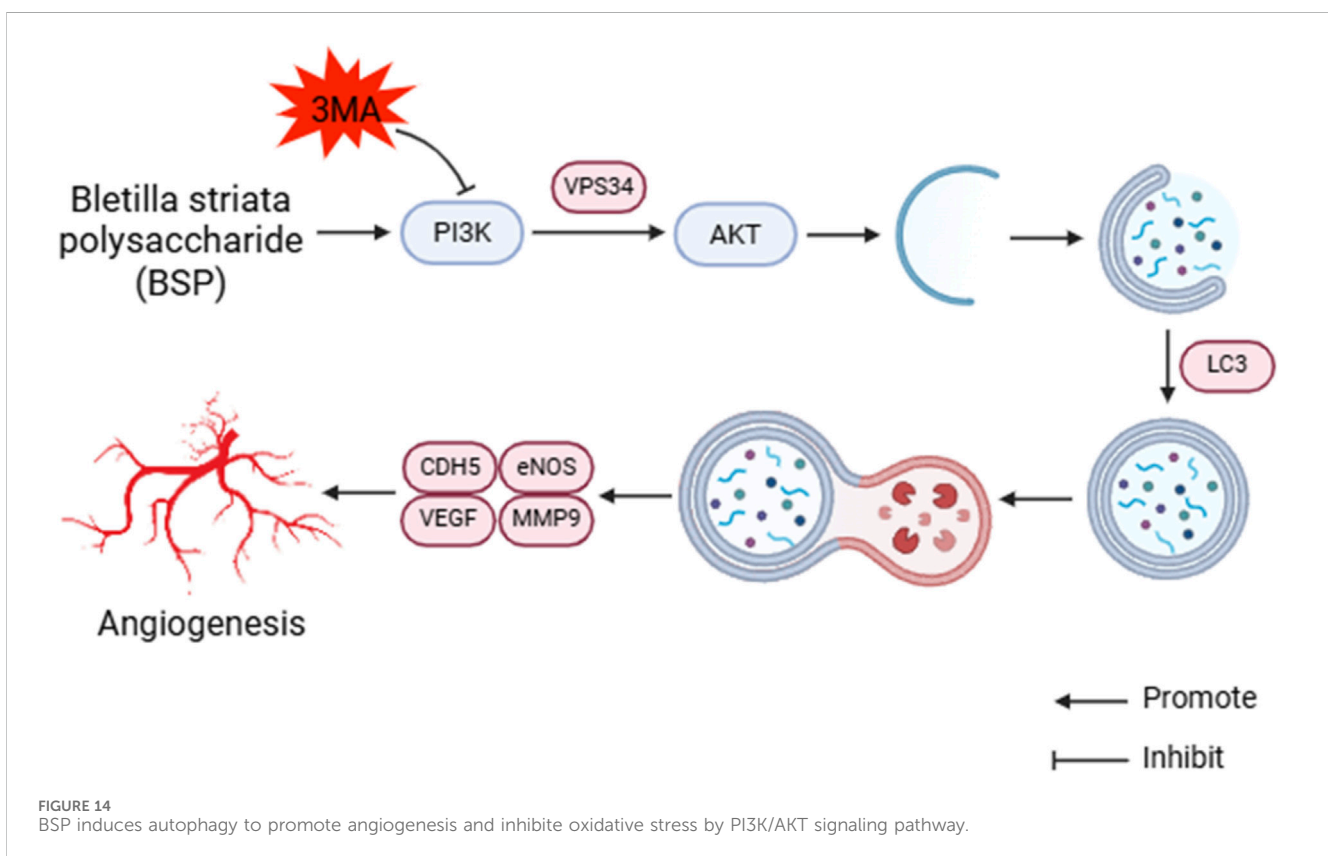 3MA
Bletilla striata
polysaccharide
(BSP)
PI3K
VPS34
AKT
LC3
CDH5
eNOS
VEGF
MMP9
Angiogenesis
Promote
Inhibit
FIGURE 14
BSP induces autophagy to promote angiogenesis and inhibite oxidative stress by PI3K/AKT signaling pathway.